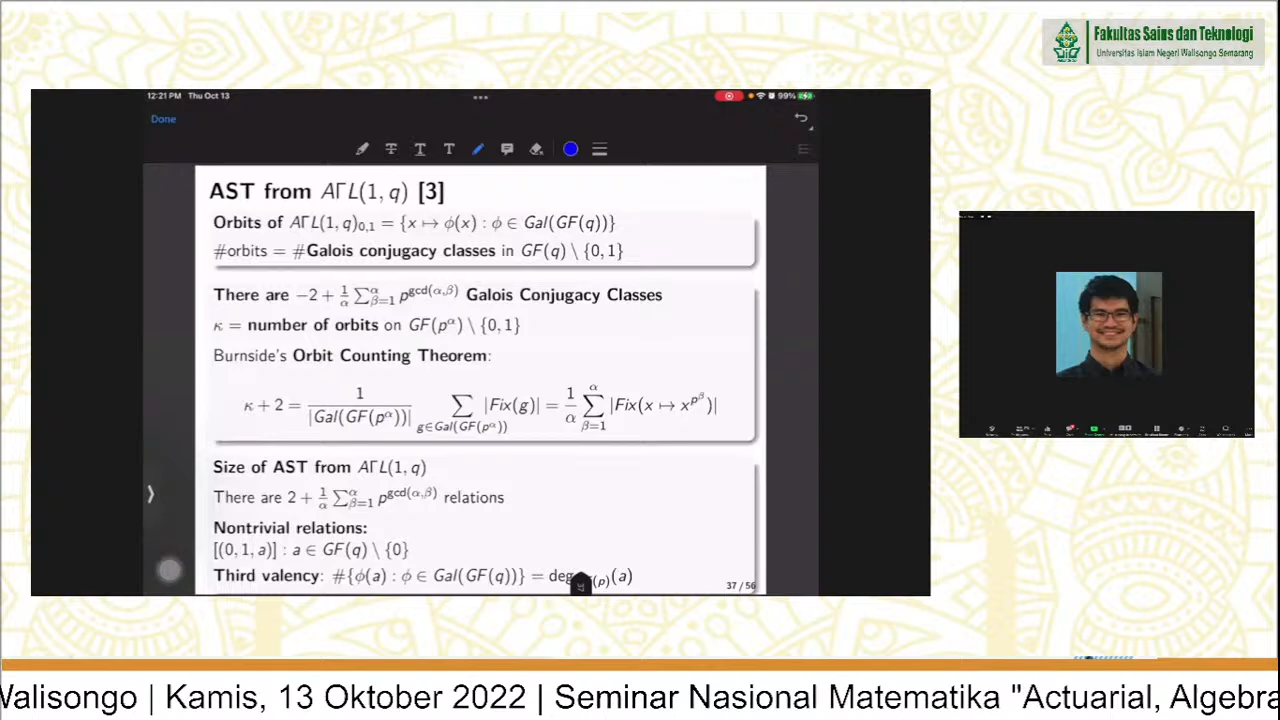 Fakultas Sains dan Teknologi
Universitas Islam Negeri Walisongo Semarang
12:21 PM Thu Oct 13
99%
Done
AST from AΓL(1, q) [3]
Orbits of AΓL(1, q)₀,₁ = {x ↦ ϕ(x) : ϕ ∈ Gal(GF(q)}
#orbits = #Galois conjugacy classes in GF(q) \ {0, 1}
There are −2 + 1/α ∑_{β=1}^{α} p^{gcd(α,β)} Galois Conjugacy Classes
κ = number of orbits on GF(p^α) \ {0, 1}
Burnside's Orbit Counting Theorem:
κ + 2 = 1/|Gal(GF(p^α))| ∑_{g∈Gal(GF(p^α))} |Fix(g)| = 1/α ∑_{β=1}^{α} |Fix(x ↦ x^{p^β})|
Size of AST from AΓL(1, q)
There are 2 + 1/α ∑_{β=1}^{α} p^{gcd(α,β)} relations
Nontrivial relations:
[(0, 1, a)] : a ∈ GF(q) \ {0}
Third valency: #{ϕ(a) : ϕ ∈ Gal(GF(q))} = deg (p)(a)
37 / 56
Walisongo | Kamis, 13 Oktober 2022 | Seminar Nasional Matematika "Actuarial, Algebra